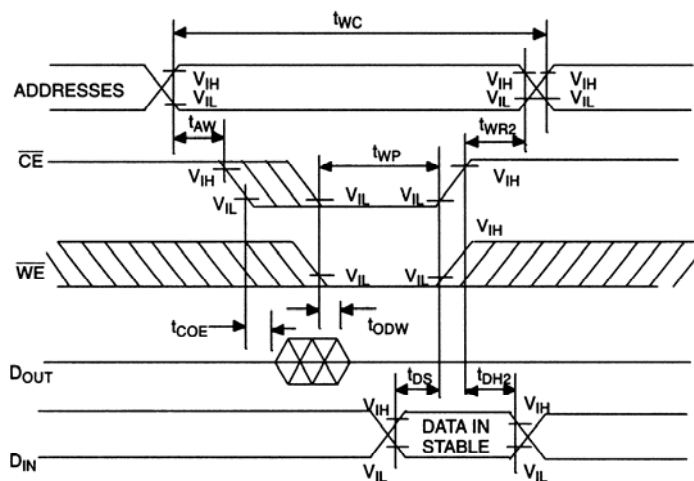 tWC
ADDRESSES
VIH
VIL
VIH
VIL
VIH
VIL
tAW
tWR2
CE
tWP
VIH
VIL
VIL
VIL
VIH
WE
VIH
VIL
VIL
tCOE
tODW
DOUT
tDS
tDH2
VIH
VIH
DATA IN
STABLE
DIN
VIL
VIL